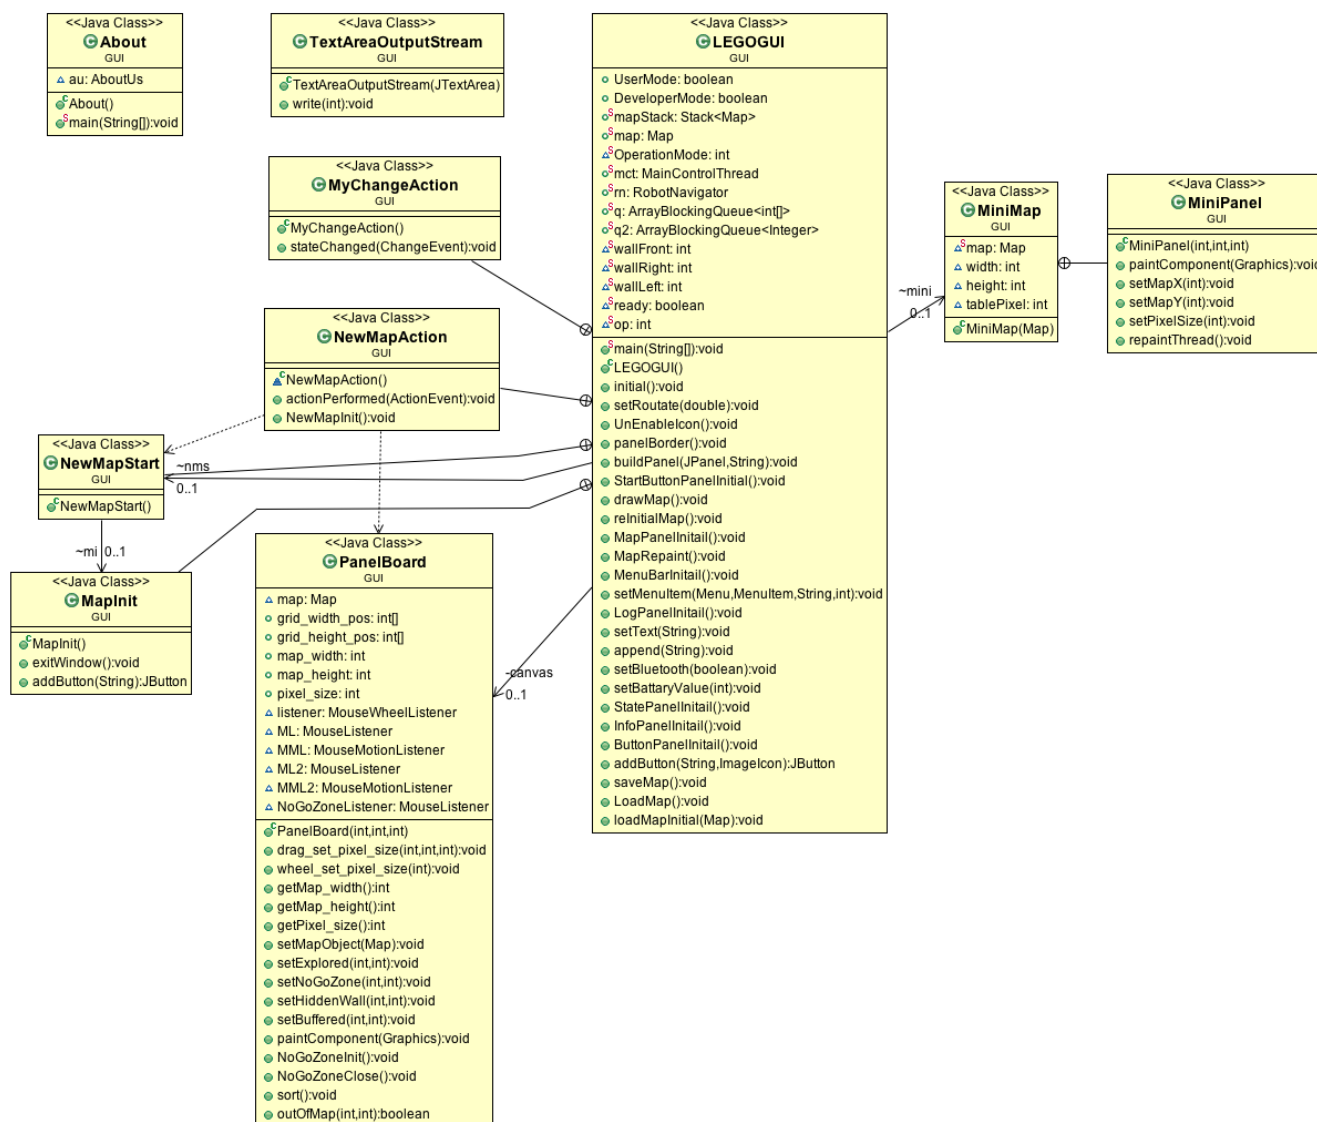 <<Java Class>>
About
GUI
au: AboutUs
About()
main(String[]):void
<<Java Class>>
TextAreaOutputStream
GUI
TextAreaOutputStream(JTextArea)
write(int):void
<<Java Class>>
MyChangeAction
GUI
MyChangeAction()
stateChanged(ChangeEvent):void
<<Java Class>>
NewMapAction
GUI
NewMapAction()
actionPerformed(ActionEvent):void
NewMapInit():void
<<Java Class>>
NewMapStart
GUI
NewMapStart()
~nms
0..1
~mi
0..1
<<Java Class>>
MapInit
GUI
MapInit()
exitWindow():void
addButton(String):JButton
<<Java Class>>
PanelBoard
GUI
map: Map
grid_width_pos: int[]
grid_height_pos: int[]
map_width: int
map_height: int
pixel_size: int
listener: MouseWheelListener
ML: MouseListener
MML: MouseMotionListener
ML2: MouseListener
MML2: MouseMotionListener
NoGoZoneListener: MouseListener
PanelBoard(int,int,int)
drag_set_pixel_size(int,int,int):void
wheel_set_pixel_size(int):void
getMap_width():int
getMap_height():int
getPixel_size():int
setMapObject(Map):void
setExplored(int,int):void
setNoGoZone(int,int):void
setHiddenWall(int,int):void
setBuffered(int,int):void
paintComponent(Graphics):void
NoGoZoneInit():void
NoGoZoneClose():void
sort():void
outOfMap(int,int):boolean
-canvas
0..1
<<Java Class>>
LEGOGUI
GUI
UserMode: boolean
DeveloperMode: boolean
mapStack: Stack<Map>
map: Map
OperationMode: int
mct: MainControlThread
rn: RobotNavigator
q: ArrayBlockingQueue<int[]>
q2: ArrayBlockingQueue<Integer>
wallFront: int
wallRight: int
wallLeft: int
ready: boolean
op: int
main(String[]):void
LEGOGUI()
initial():void
setRoutate(double):void
UnEnableIcon():void
panelBorder():void
buildPanel(JPanel,String):void
StartButtonPanelInitial():void
drawMap():void
reInitialMap():void
MapPanelInitail():void
MapRepaint():void
MenuBarInitail():void
setMenuItem(Menu,MenuItem,String,int):void
LogPanelInitail():void
setText(String):void
append(String):void
setBluetooth(boolean):void
setBattaryValue(int):void
StatePanelInitail():void
InfoPanelInitail():void
ButtonPanelInitail():void
addButton(String,ImageIcon):JButton
saveMap():void
LoadMap():void
loadMapInitial(Map):void
~mini
0..1
<<Java Class>>
MiniMap
GUI
map: Map
width: int
height: int
tablePixel: int
MiniMap(Map)
<<Java Class>>
MiniPanel
GUI
MiniPanel(int,int,int)
paintComponent(Graphics):void
setMapX(int):void
setMapY(int):void
setPixelSize(int):void
repaintThread():void